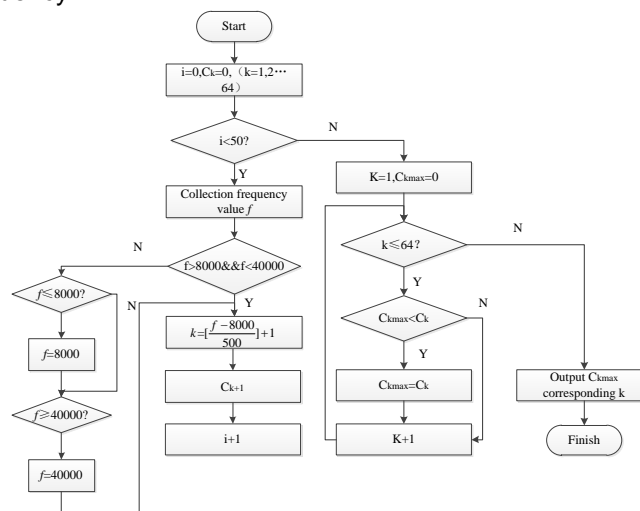 Start
i=0,Ck=0, （k=1,2…
64）
i<50?
N
Y
Collection frequency
value f
K=1,Ckmax=0
f>8000&&f<40000
N
Y
k≤64?
N
Y
f≤8000?
N
f=8000
k=[(f-8000)/500]+1
Ckmax<Ck
N
Y
Ck+1
Ckmax=Ck
Output Ckmax
corresponding k
f≥40000?
i+1
K+1
Finish
f=40000